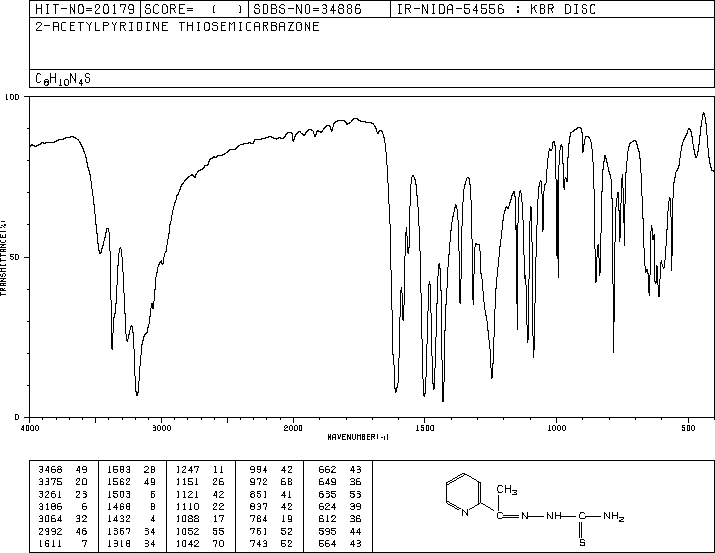 HIT-NO=20179 SCORE= ( ) SDBS-NO=34886 IR-NIDA-54556 : KBR DISC
2-ACETYLPYRIDINE THIOSEMICARBAZONE
C8H10N4S
100
50
0
TRANSMITTANCE(%)
4000 3000 2000 1500 1000 500
WAVENUMBER(-1)
3468 49 1583 28 1247 11 994 42 662 43
3375 20 1562 49 1151 26 972 68 649 36
3261 23 1503 6 1121 42 851 41 635 53
3186 6 1468 8 1110 22 837 42 624 39
3064 32 1432 4 1088 17 784 19 612 36
2992 46 1367 34 1052 55 761 52 595 44
1611 7 1318 34 1042 70 743 52 564 43
CH3
N C=N-NH-C-NH2
S